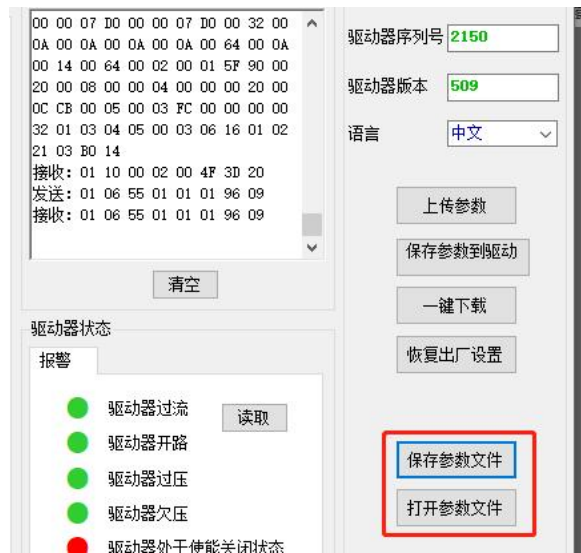 00 00 07 D0 00 00 07 D0 00 32 00
0A 00 0A 00 0A 00 0A 00 64 00 0A
00 14 00 64 00 02 00 01 5F 90 00
20 00 08 00 00 04 00 00 00 20 00
0C CB 00 05 00 03 FC 00 00 00 00
32 01 03 04 05 00 03 06 16 01 02
21 03 B0 14
接收: 01 10 00 02 00 4F 3D 20
发送: 01 06 55 01 01 01 96 09
接收: 01 06 55 01 01 01 96 09
清空
驱动器序列号 2150
驱动器版本 509
语言 中文
上传参数
保存参数到驱动
一键下载
恢复出厂设置
保存参数文件
打开参数文件
驱动器状态
报警
驱动器过流
读取
驱动器开路
驱动器过压
驱动器欠压
驱动器处于使能关闭状态